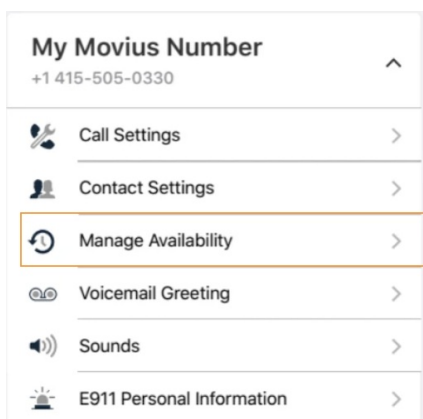 My Movius Number
+1 415-505-0330
Call Settings
Contact Settings
Manage Availability
Voicemail Greeting
Sounds
E911 Personal Information